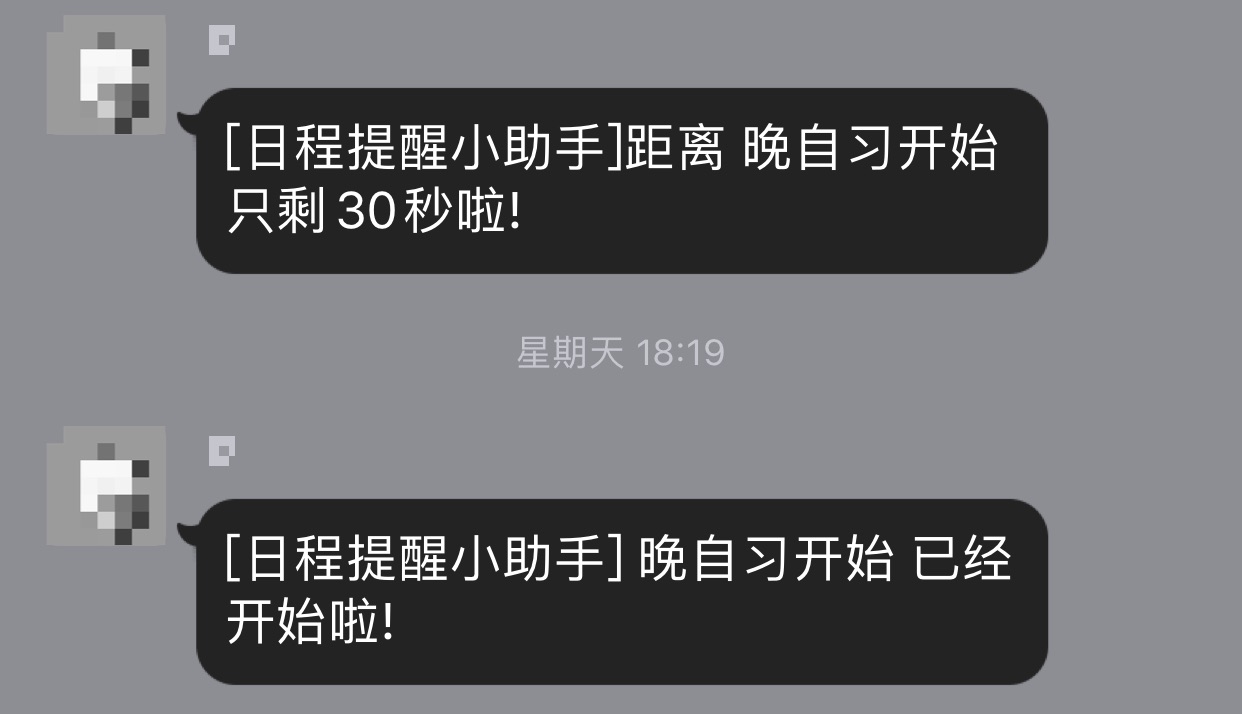 [日程提醒小助手]距离 晚自习开始
只剩30秒啦!
星期天 18:19
[日程提醒小助手] 晚自习开始 已经
开始啦!